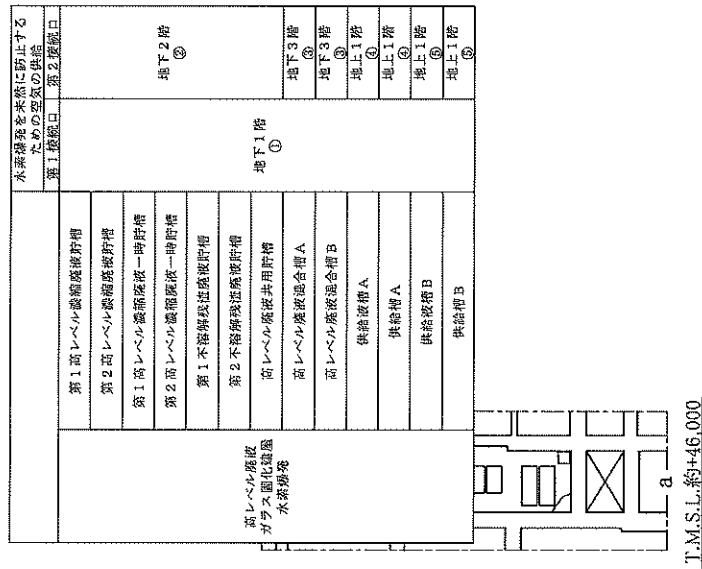 水素爆発を未然に防止する
ための空気の供給
第1接続口
第2接続口
高レベル廃液
ガラス固化建屋
水素爆発
第1高レベル濃縮廃液貯槽
第2高レベル濃縮廃液貯槽
第1高レベル濃縮廃液一時貯槽
第2高レベル濃縮廃液一時貯槽
第1不溶解残渣廃液貯槽
第2不溶解残渣廃液貯槽
高レベル廃液共用貯槽
高レベル廃液混合槽A
高レベル廃液混合槽B
供給液槽A
供給槽A
供給液槽B
供給槽B
地下1階
①
地下2階
②
地下3階
③
地下3階
③
地上1階
④
地上1階
④
地上1階
⑤
地上1階
⑤
a
T.M.S.L.約+46,000